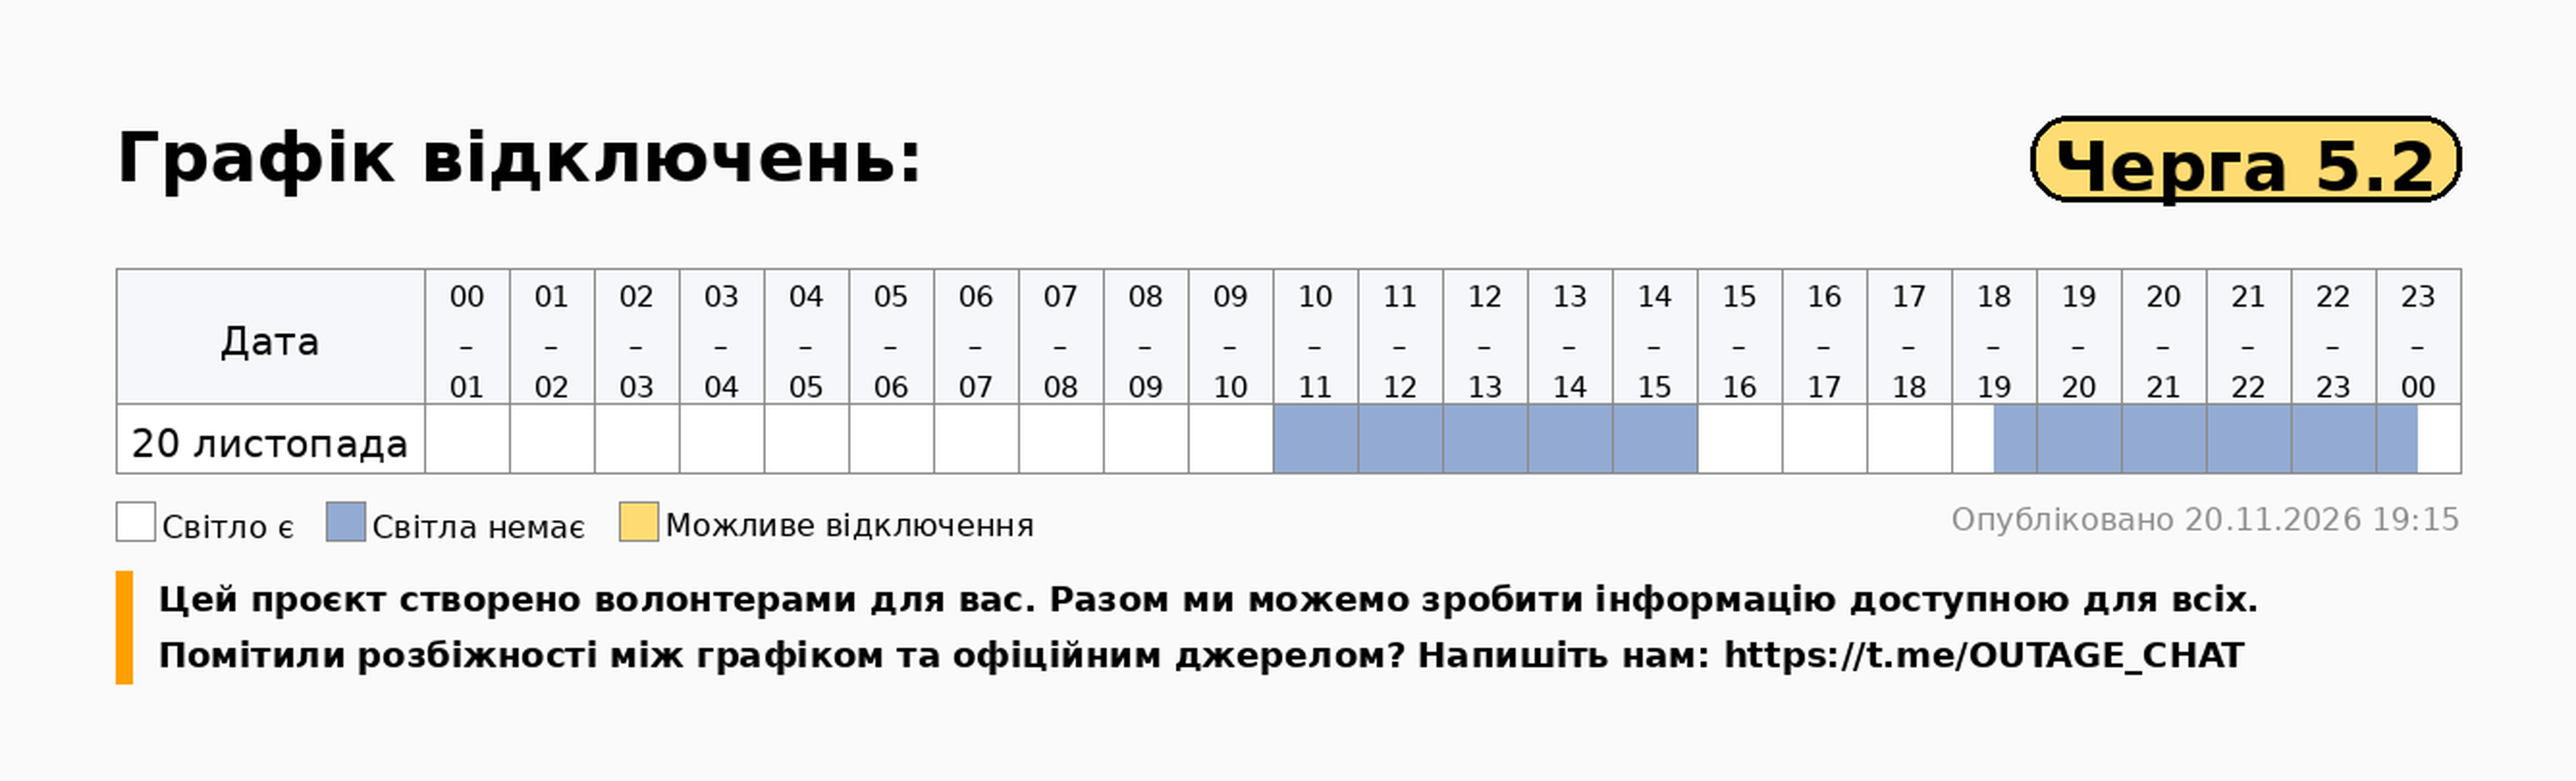 Графік відключень:
Черга 5.2
Дата
00 – 01
01 – 02
02 – 03
03 – 04
04 – 05
05 – 06
06 – 07
07 – 08
08 – 09
09 – 10
10 – 11
11 – 12
12 – 13
13 – 14
14 – 15
15 – 16
16 – 17
17 – 18
18 – 19
19 – 20
20 – 21
21 – 22
22 – 23
23 – 00
20 листопада
Світло є
Світла немає
Можливе відключення
Опубліковано 20.11.2026 19:15
Цей проєкт створено волонтерами для вас. Разом ми можемо зробити інформацію доступною для всіх.
Помітили розбіжності між графіком та офіційним джерелом? Напишіть нам: https://t.me/OUTAGE_CHAT